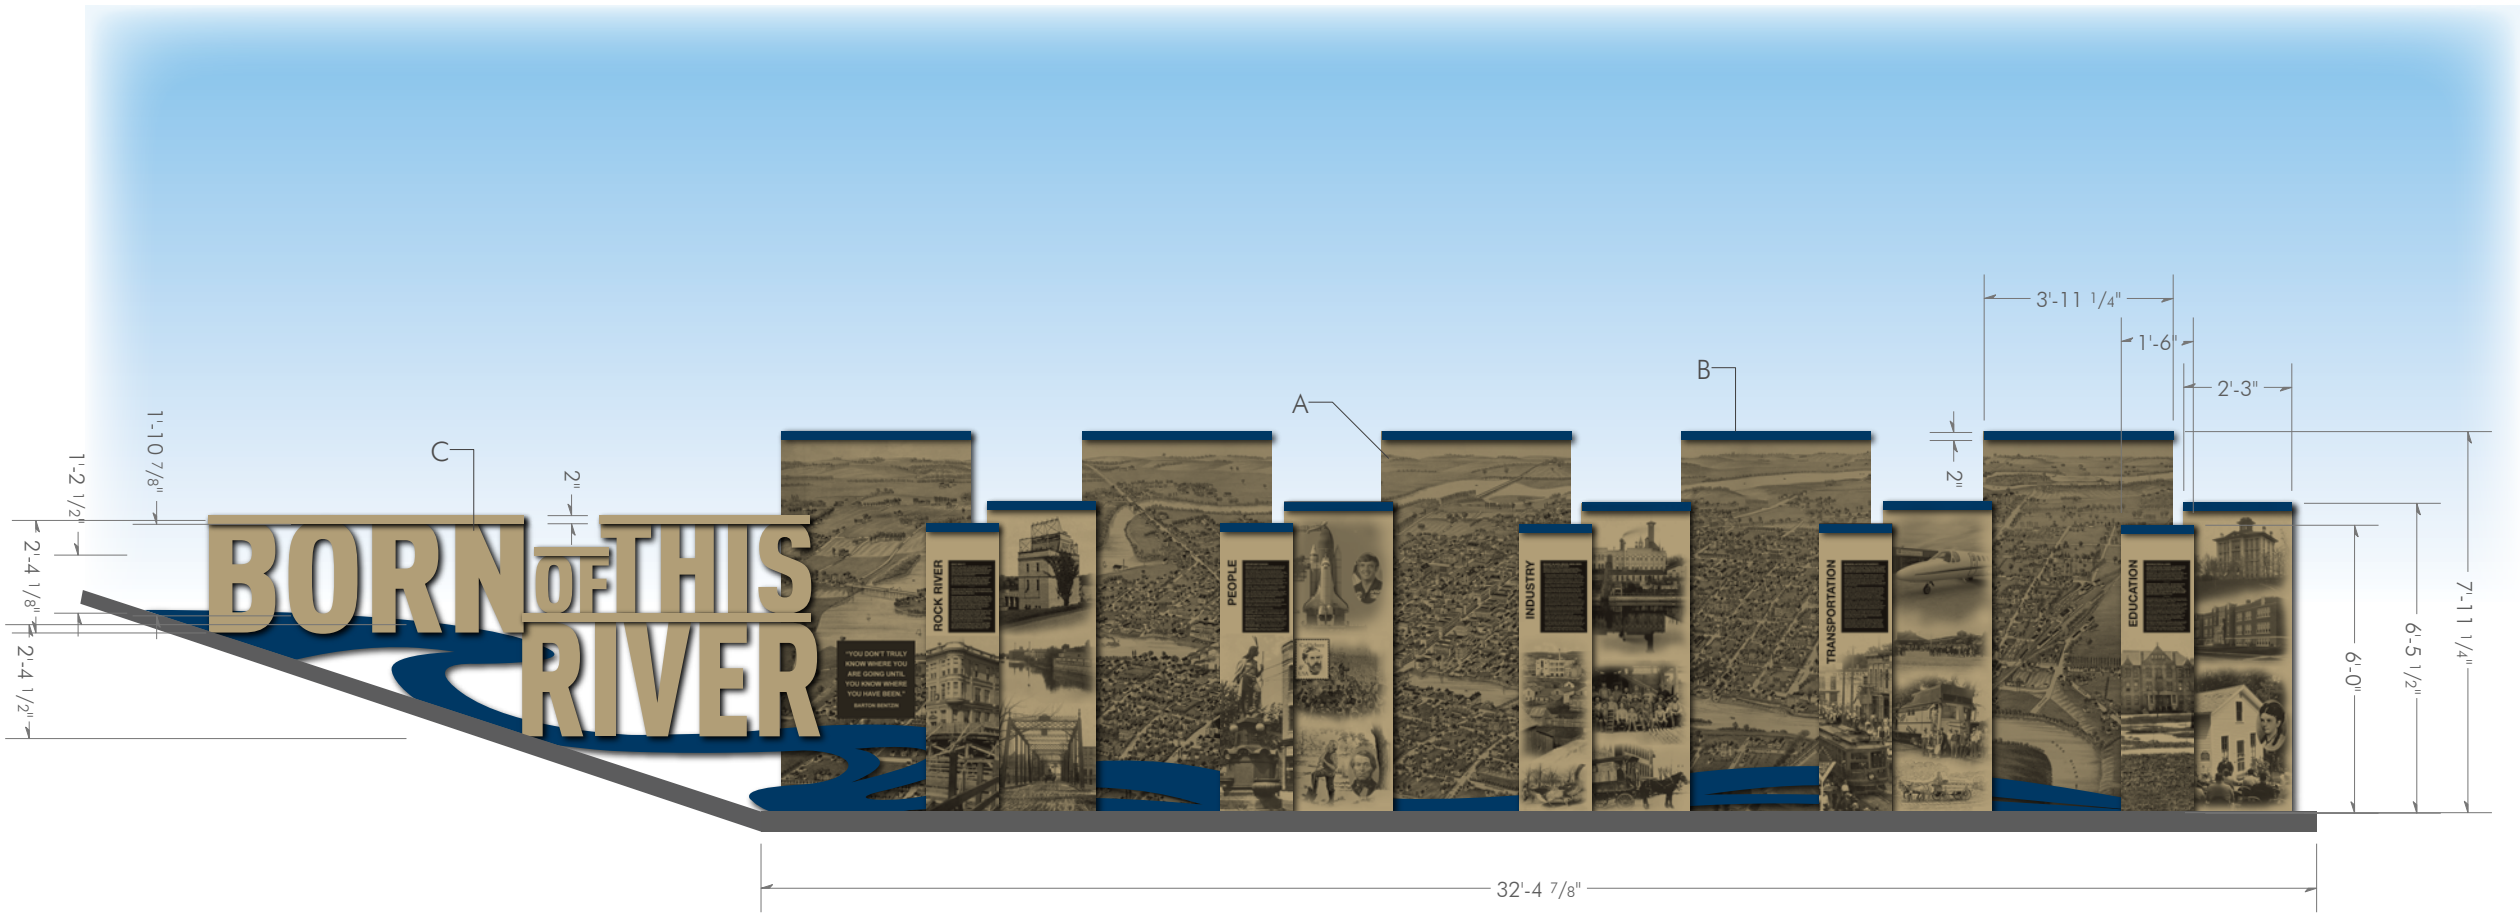 3'-11 1/4"
1'-6"
2'-3"
B
A
C
2"
2"
1'-10 7/8"
1'-2 1/2"
2'-4 1/8"
2'-4 1/2"
BORN OF THIS
RIVER
"YOU DON'T TRULY
KNOW WHERE YOU
ARE GOING UNTIL
YOU KNOW WHERE
YOU HAVE BEEN."
BARTON BENTZIN
ROCK RIVER
PEOPLE
INDUSTRY
TRANSPORTATION
EDUCATION
6'-0"
6'-5 1/2"
7'-11 1/4"
32'-4 7/8"